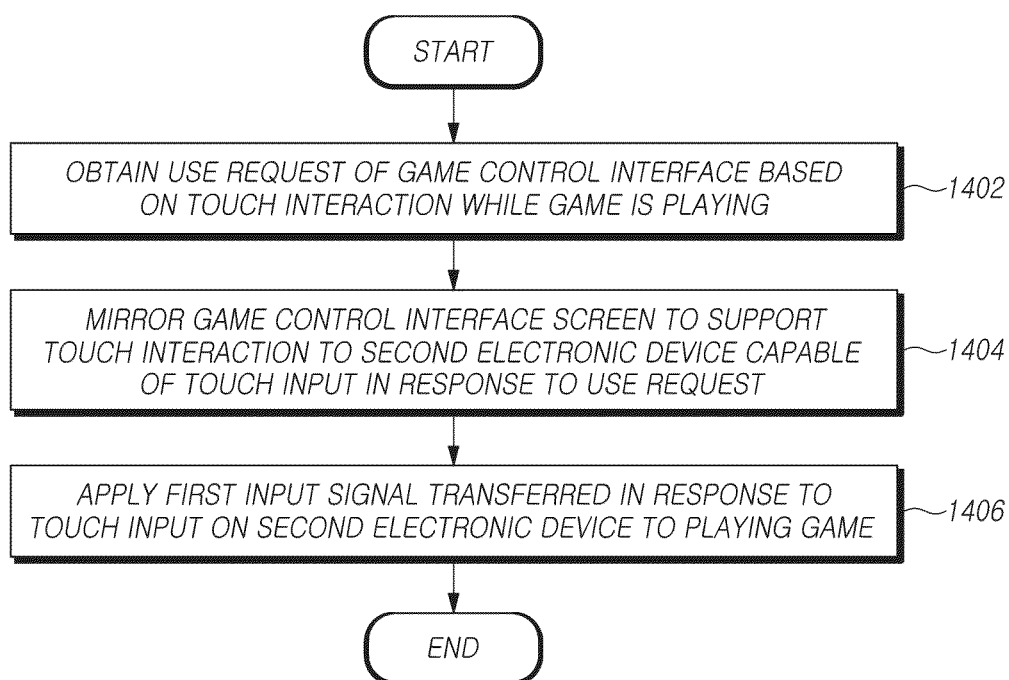 START
OBTAIN USE REQUEST OF GAME CONTROL INTERFACE BASED
ON TOUCH INTERACTION WHILE GAME IS PLAYING
1402
MIRROR GAME CONTROL INTERFACE SCREEN TO SUPPORT
TOUCH INTERACTION TO SECOND ELECTRONIC DEVICE CAPABLE
OF TOUCH INPUT IN RESPONSE TO USE REQUEST
1404
APPLY FIRST INPUT SIGNAL TRANSFERRED IN RESPONSE TO
TOUCH INPUT ON SECOND ELECTRONIC DEVICE TO PLAYING GAME
1406
END